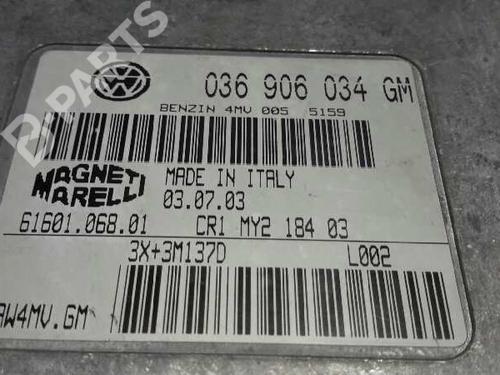 B-PARTS
036 906 034 GM
BENZIN 4MV 005 5159
MAGNETI MARELLI
MADE IN ITALY
03.07.03
61601.068.01 CR1 MY2 184 03
3X+3M137D L002
AW4MV.GM